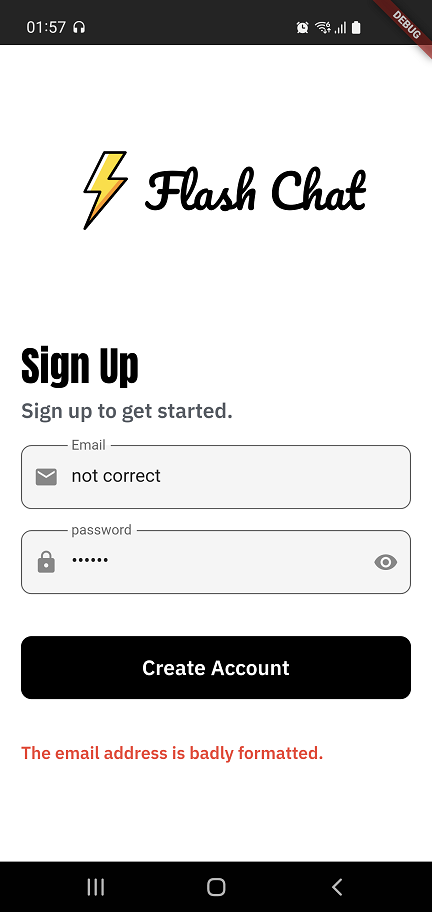 01:57
DEBUG
Flash Chat
Sign Up
Sign up to get started.
Email
not correct
password
••••••
Create Account
The email address is badly formatted.